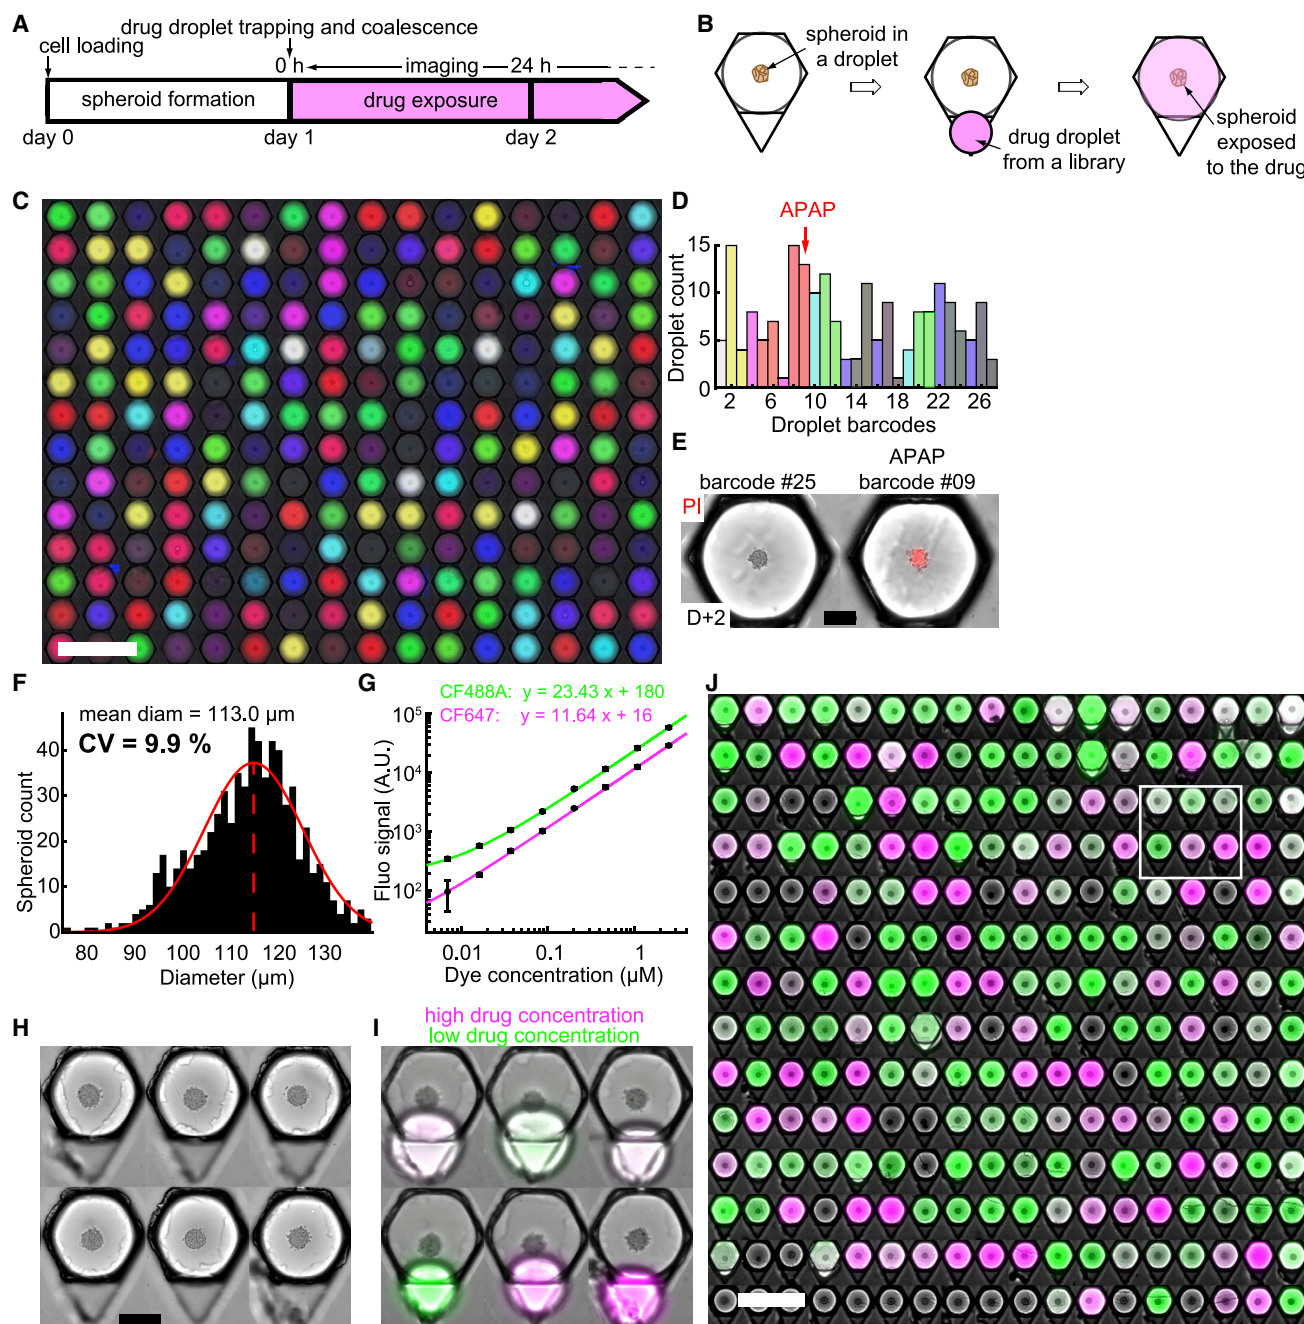 A
drug droplet trapping and coalescence
cell loading
0 h
imaging
24 h
spheroid formation
drug exposure
day 0
day 1
day 2
B
spheroid in
a droplet
drug droplet
from a library
spheroid
exposed
to the drug
C
D
APAP
Droplet count
15
10
5
0
2 6 10 14 18 22 26
Droplet barcodes
E
APAP
barcode #25
barcode #09
PI
D+2
F
mean diam = 113.0 µm
CV = 9.9 %
Spheroid count
40
30
20
10
0
80 90 100 110 120 130
Diameter (µm)
G
CF488A: y = 23.43 x + 180
CF647: y = 11.64 x + 16
Fluo signal (A.U.)
10⁵
10⁴
10³
10²
0.01 0.1 1
Dye concentration (µM)
H
I
high drug concentration
low drug concentration
J